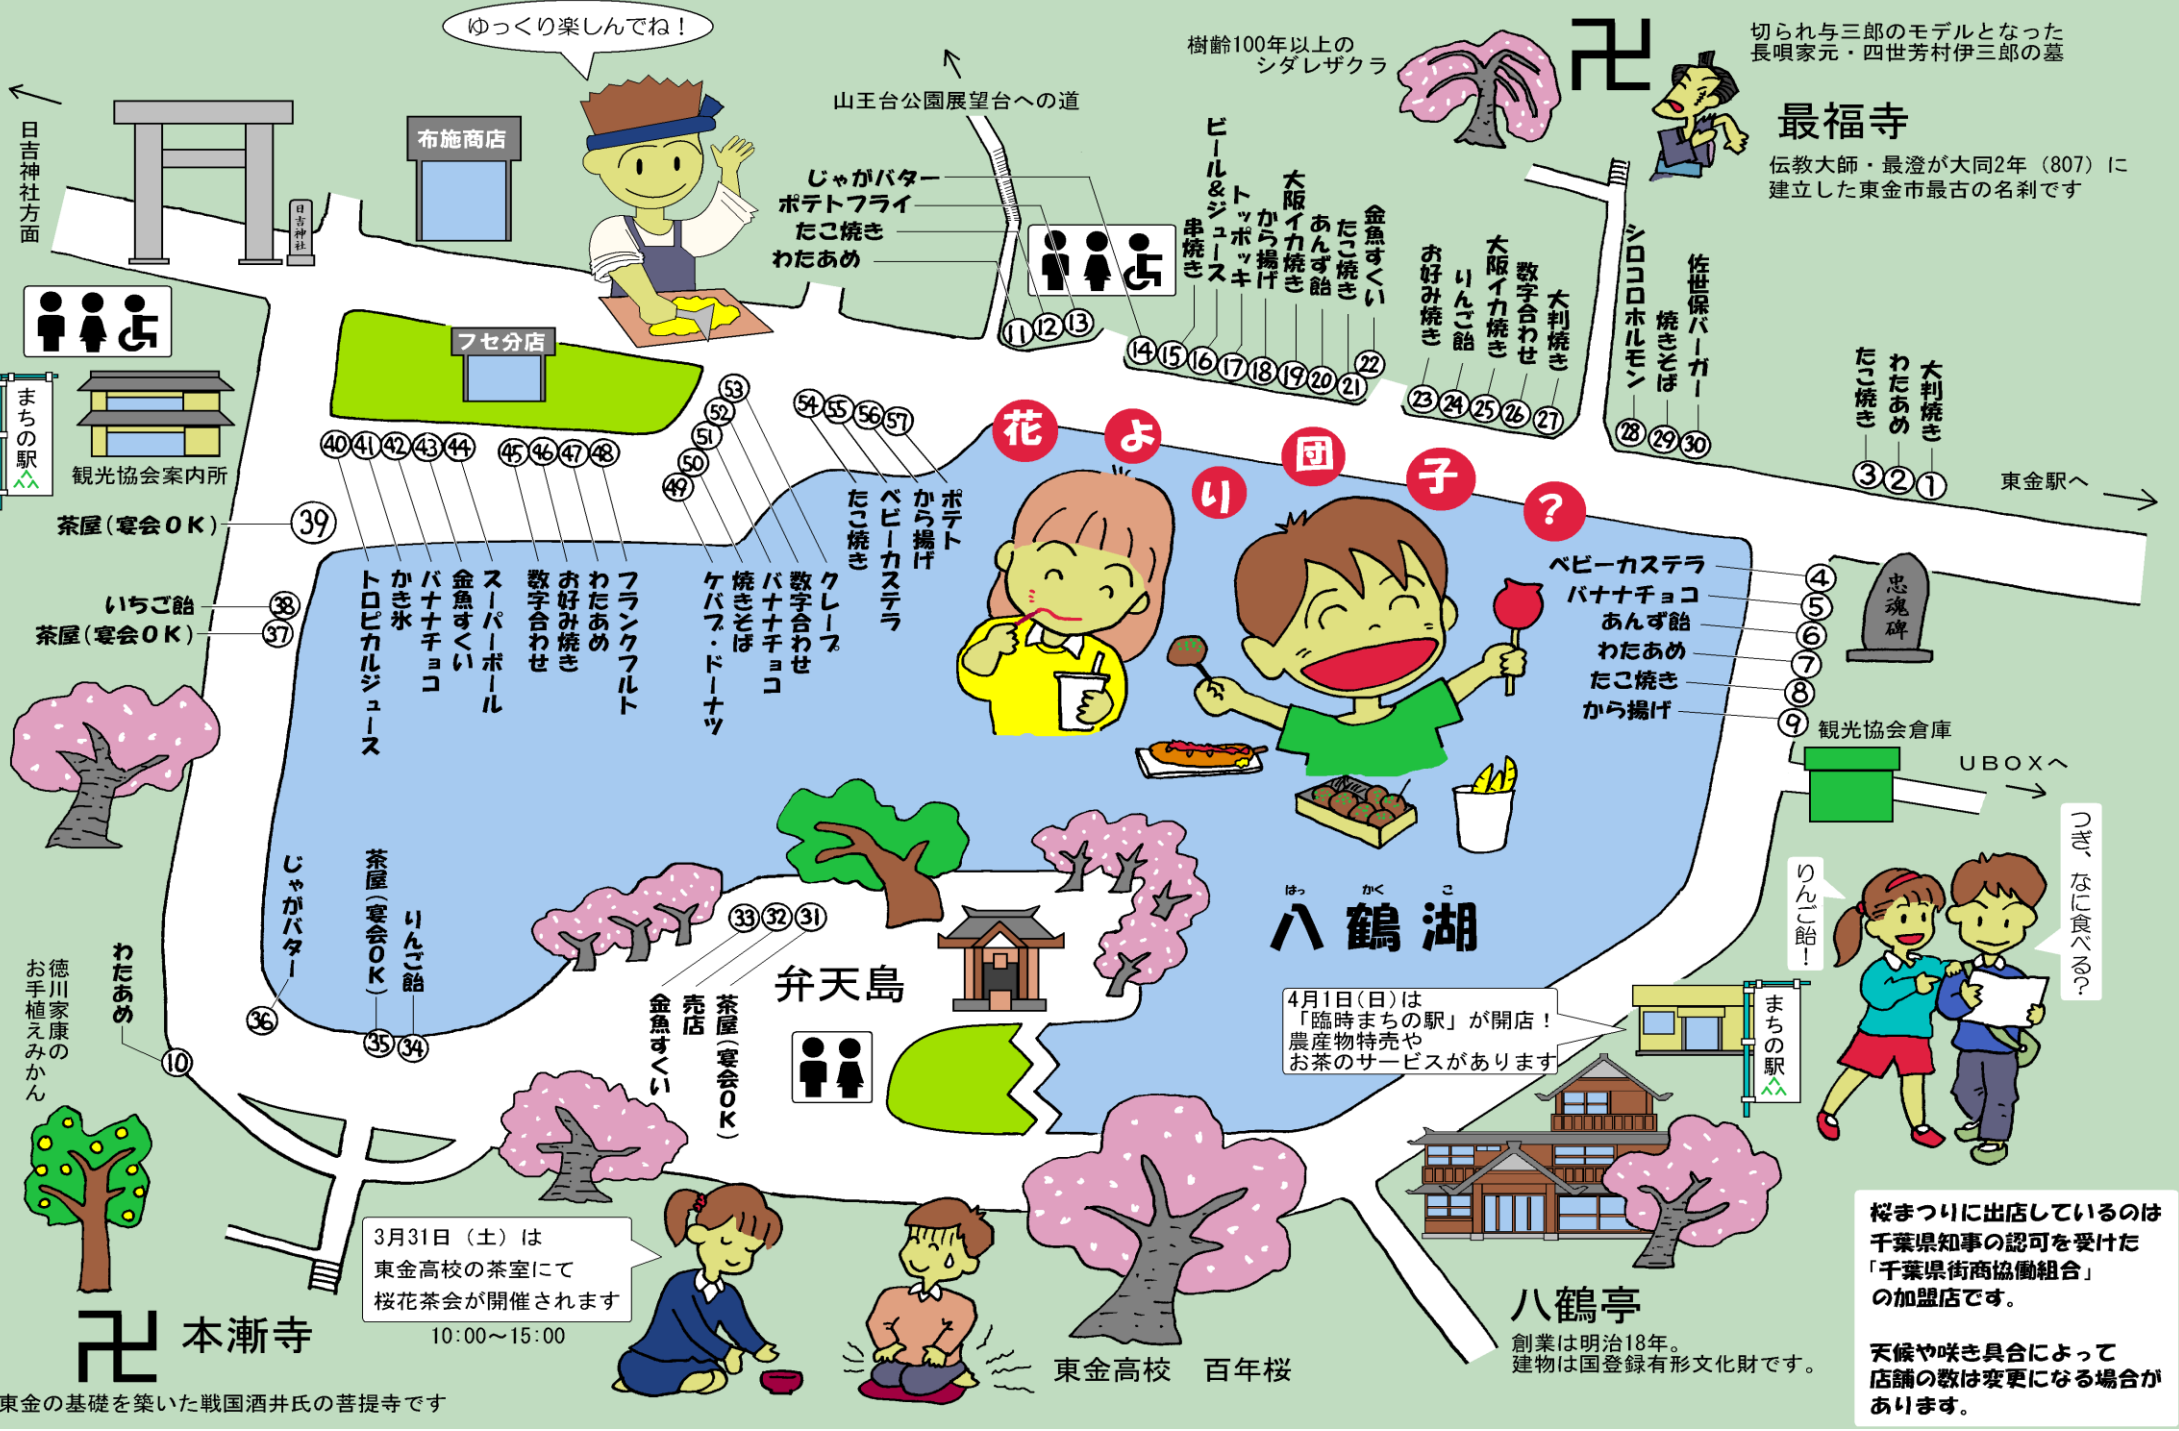 ゆっくり楽しんでね！
日吉神社方面
日吉神社
布施商店
フセ分店
山王台公園展望台への道
樹齢100年以上の
シダレザクラ
卍
切られ与三郎のモデルとなった
長唄家元・四世芳村伊三郎の墓
最福寺
伝教大師・最澄が大同2年（807）に
建立した東金市最古の名刹です
じゃがバター
ポテトフライ
たこ焼き
わたあめ
⑪⑫⑬
串焼き
ビール＆ジュース
トッポッキ
から揚げ
大阪イカ焼き
あんず飴
たこ焼き
金魚すくい
⑭⑮⑯⑰⑱⑲⑳㉑㉒
お好み焼き
りんご飴
大阪イカ焼き
数字合わせ
大判焼き
㉓㉔㉕㉖㉗
シロコロホルモン
焼きそば
佐世保バーガー
㉘㉙㉚
たこ焼き
わたあめ
大判焼き
③②①
東金駅へ
まちの駅
観光協会案内所
茶屋(宴会ＯＫ)
㊴
いちご飴
㊳
茶屋(宴会ＯＫ)
㊲
㊵㊶㊷㊸㊹
㊺㊻㊼㊽
トロピカルジュース
かき氷
バナナチョコ
金魚すくい
スーパーボール
数字合わせ
お好み焼き
わたあめ
フランクフルト
53
52
51
㊿
㊾
ケバブ・ドーナツ
焼きそば
バナナチョコ
数字合わせ
クレープ
54 55 56 57
たこ焼き
ベビーカステラ
から揚げ
ポテト
花より団子？
ベビーカステラ
④
バナナチョコ
⑤
あんず飴
⑥
わたあめ
⑦
たこ焼き
⑧
から揚げ
⑨
忠魂碑
観光協会倉庫
ＵＢＯＸへ
つぎ、なに食べる？
りんご飴！
はっ かく こ
八鶴湖
じゃがバター
㊱
茶屋(宴会ＯＫ)
㉟
りんご飴
㉞
㉝㉜㉛
金魚すくい
売店
茶屋(宴会ＯＫ)
弁天島
4月1日(日)は
「臨時まちの駅」が開店！
農産物特売や
お茶のサービスがあります
まちの駅
わたあめ
⑩
徳川家康の
お手植えみかん
卍
本漸寺
東金の基礎を築いた戦国酒井氏の菩提寺です
3月31日（土）は
東金高校の茶室にて
桜花茶会が開催されます
10:00～15:00
東金高校　百年桜
八鶴亭
創業は明治18年。
建物は国登録有形文化財です。
桜まつりに出店しているのは
千葉県知事の認可を受けた
「千葉県街商協働組合」
の加盟店です。
天候や咲き具合によって
店舗の数は変更になる場合が
あります。